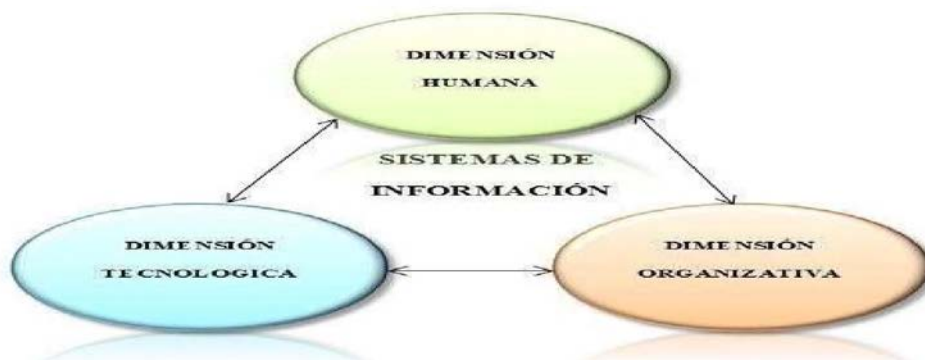 DIMENSIÓN
HUMANA
SISTEMAS DE
INFORMACIÓN
DIMENSIÓN
TECNOLOGICA
DIMENSIÓN
ORGANIZATIVA